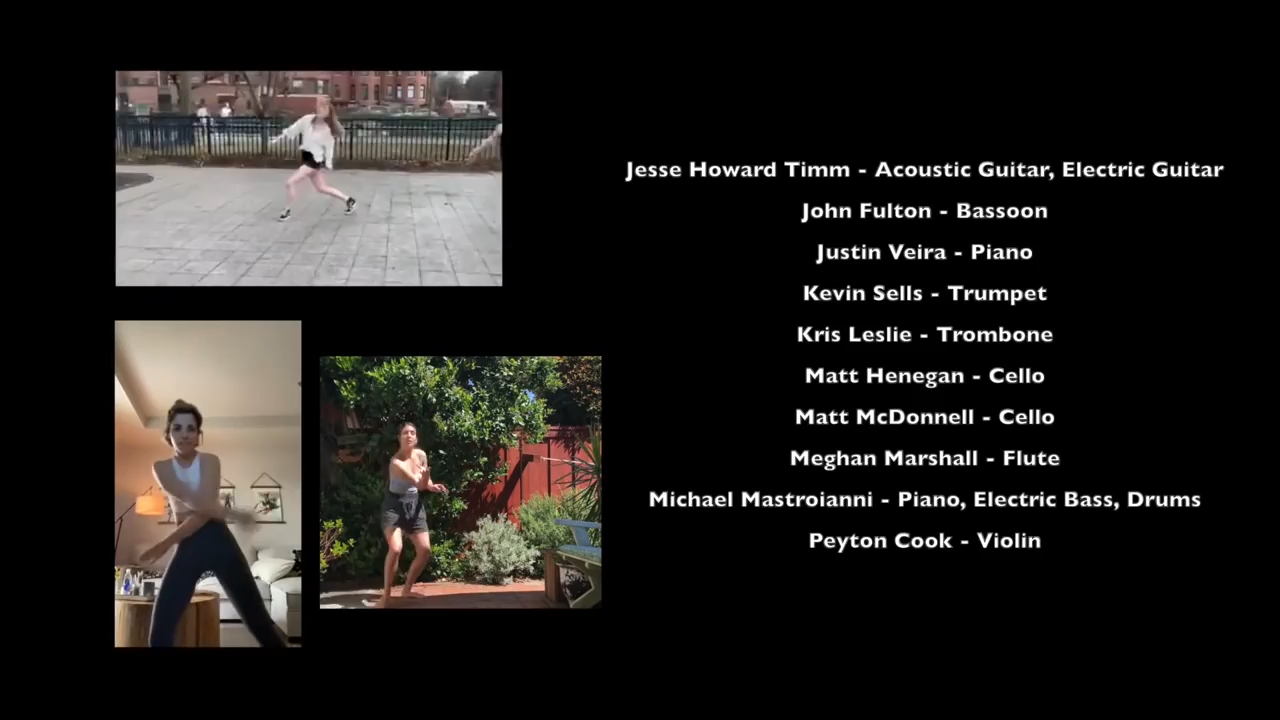 Jesse Howard Timm - Acoustic Guitar, Electric Guitar
John Fulton - Bassoon
Justin Veira - Piano
Kevin Sells - Trumpet
Kris Leslie - Trombone
Matt Henegan - Cello
Matt McDonnell - Cello
Meghan Marshall - Flute
Michael Mastroianni - Piano, Electric Bass, Drums
Peyton Cook - Violin